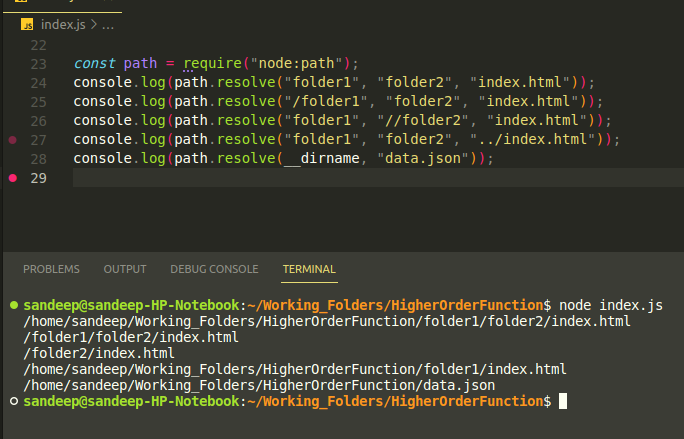 JS index.js > ...
22
23 const path = require("node:path");
24 console.log(path.resolve("folder1", "folder2", "index.html"));
25 console.log(path.resolve("/folder1", "folder2", "index.html"));
26 console.log(path.resolve("folder1", "//folder2", "index.html"));
27 console.log(path.resolve("folder1", "folder2", "../index.html"));
28 console.log(path.resolve(__dirname, "data.json"));
29
PROBLEMS OUTPUT DEBUG CONSOLE TERMINAL
sandeep@sandeep-HP-Notebook:~/Working_Folders/HigherOrderFunction$ node index.js
/home/sandeep/Working_Folders/HigherOrderFunction/folder1/folder2/index.html
/folder1/folder2/index.html
/folder2/index.html
/home/sandeep/Working_Folders/HigherOrderFunction/folder1/index.html
/home/sandeep/Working_Folders/HigherOrderFunction/data.json
sandeep@sandeep-HP-Notebook:~/Working_Folders/HigherOrderFunction$